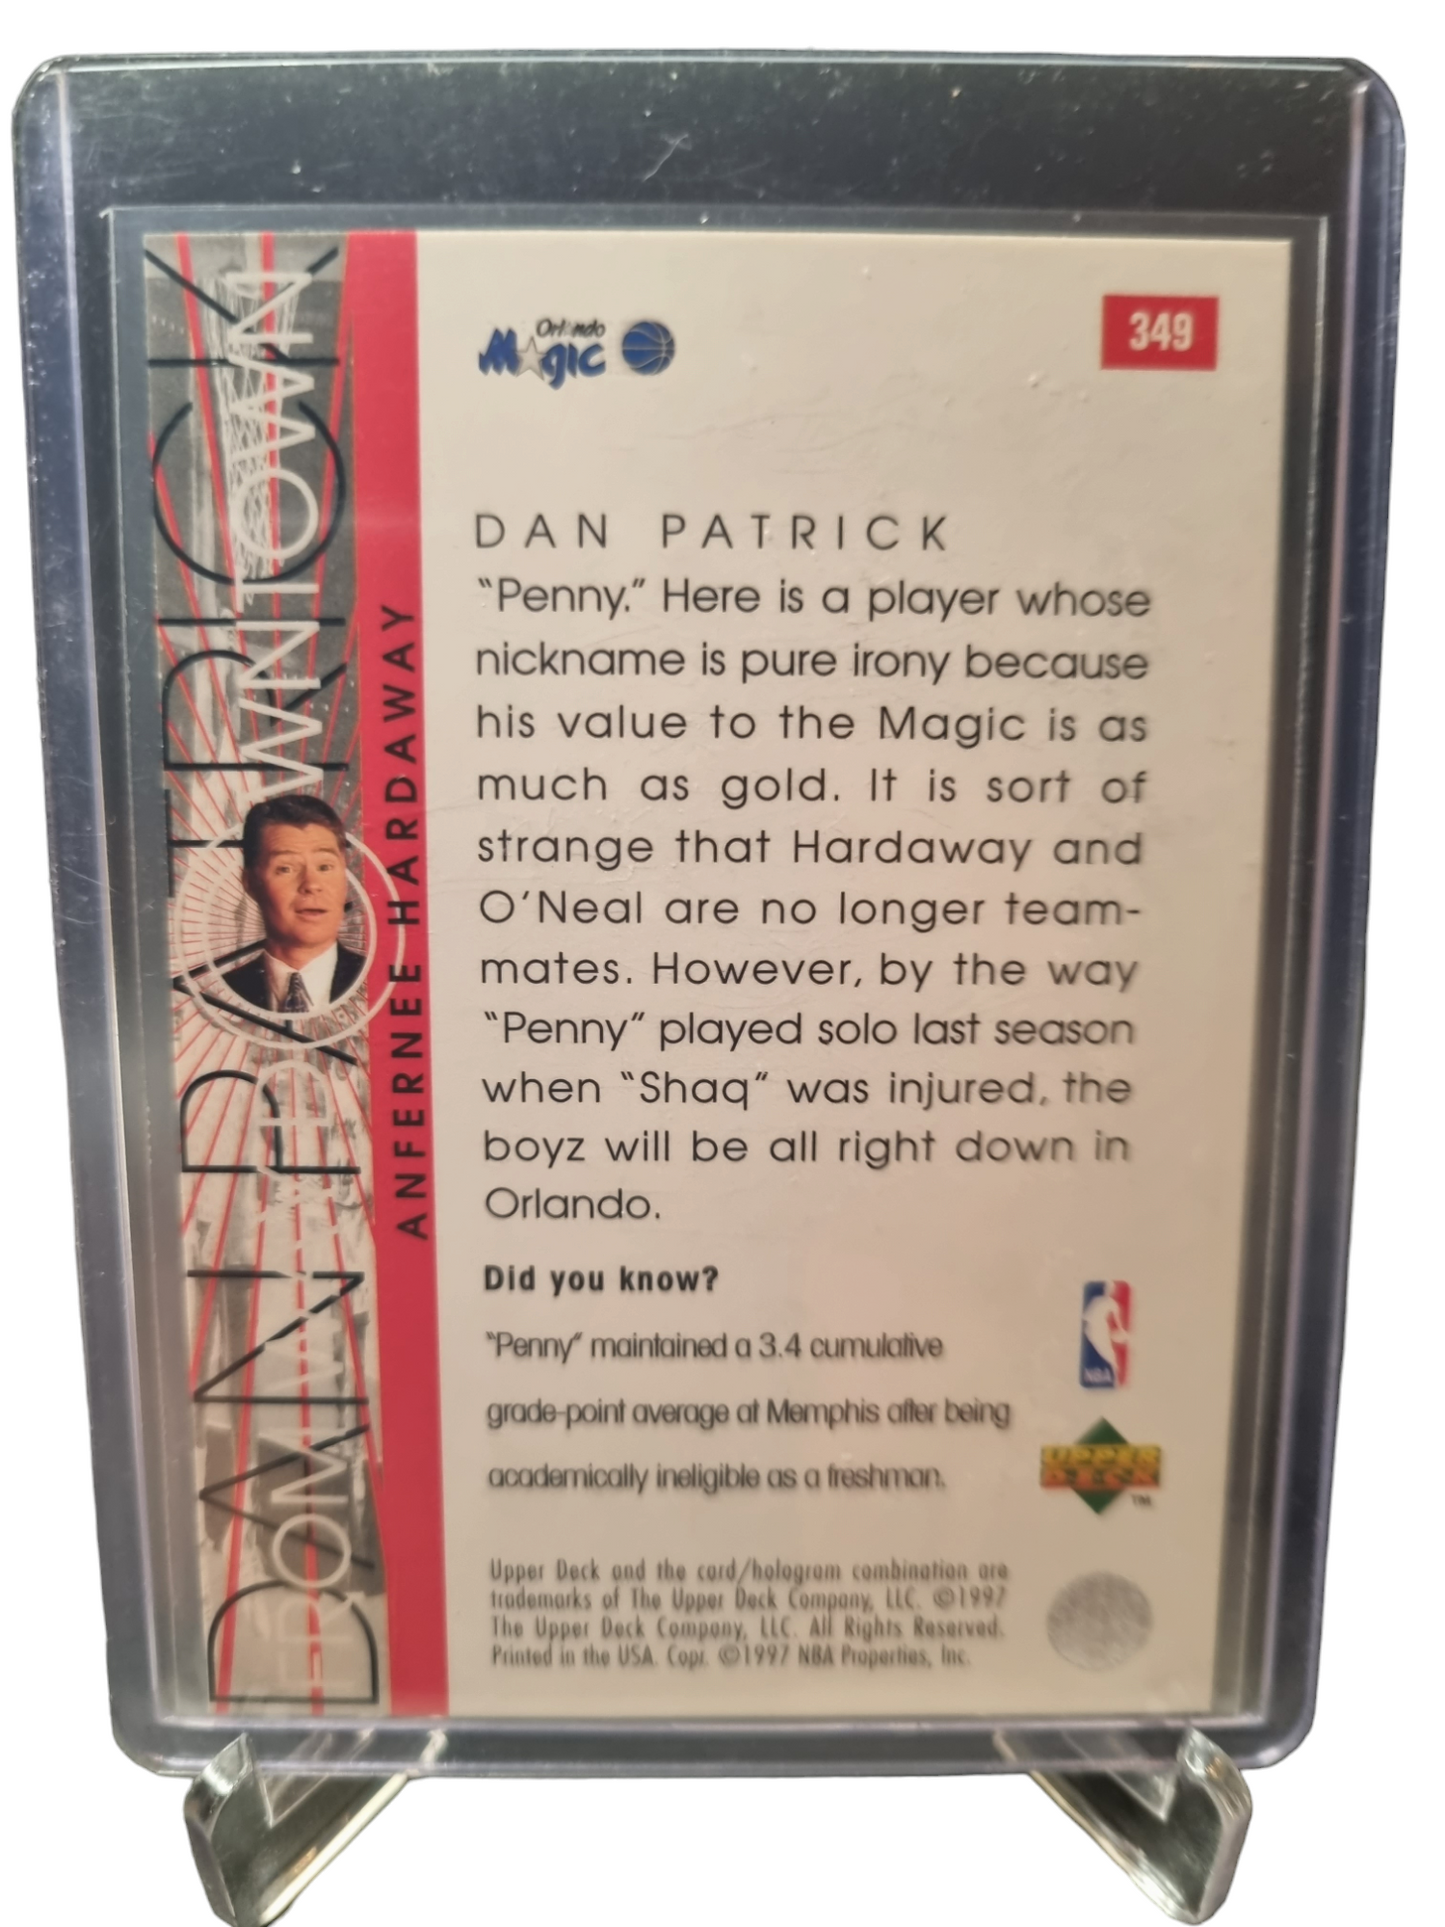 Orlando
Magic
349
DAN PATRICK
DOWNTOWN
FROM
ANFERNEE HARDAWAY
DAN PATRICK
“Penny.” Here is a player whose
nickname is pure irony because
his value to the Magic is as
much as gold. It is sort of
strange that Hardaway and
O’Neal are no longer team-
mates. However, by the way
“Penny” played solo last season
when “Shaq” was injured, the
boyz will be all right down in
Orlando.
Did you know?
“Penny” maintained a 3.4 cumulative
grade-point average at Memphis after being
academically ineligible as a freshman.
NBA
UPPER
DECK
TM
Upper Deck and the card/hologram combination are
trademarks of The Upper Deck Company, LLC. ©1997
The Upper Deck Company, LLC. All Rights Reserved.
Printed in the USA. Copr. ©1997 NBA Properties, Inc.